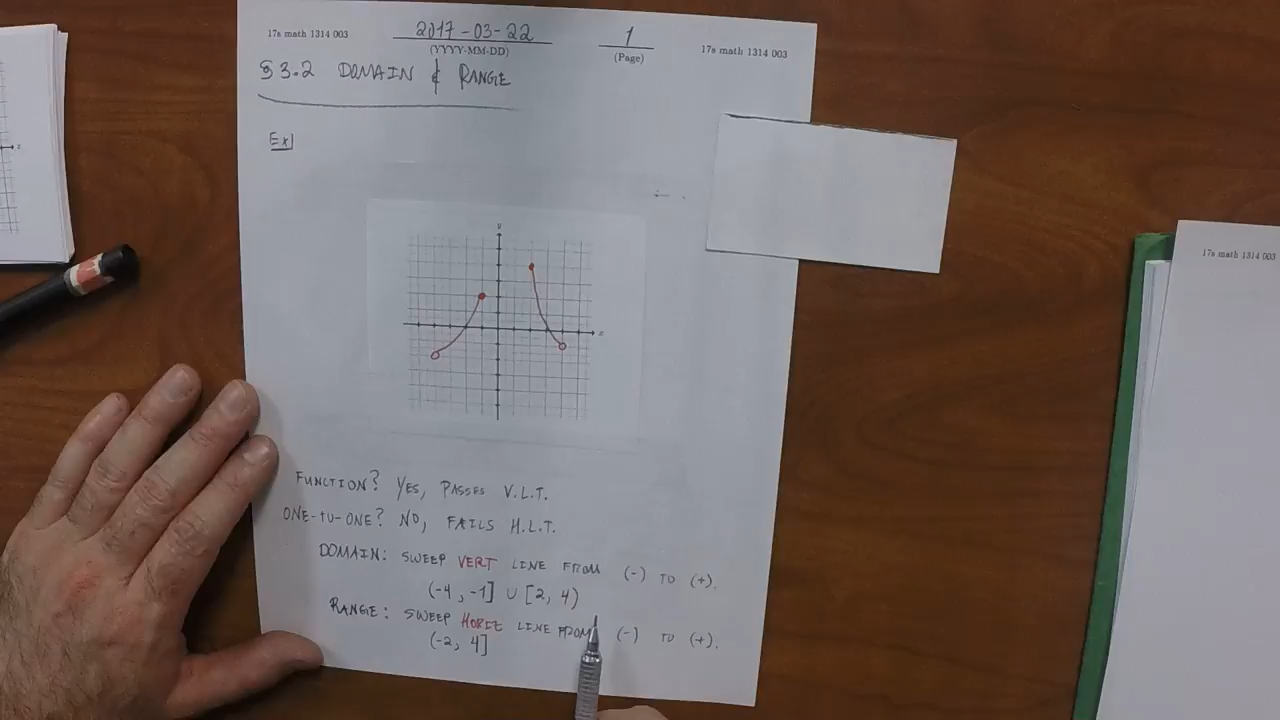 17s math 1314 003 2017-03-22 1 17s math 1314 003
(YYYY-MM-DD) (Page)
§3.2 DOMAIN & RANGE
Ex
y
x
FUNCTION? YES, PASSES V.L.T.
ONE-TO-ONE? NO, FAILS H.L.T.
DOMAIN: SWEEP VERT LINE FROM (-) TO (+).
(-4, -1] ∪ [2, 4)
RANGE: SWEEP HORIZ LINE FROM (-) TO (+).
(-2, 4]
x
17s math 1314 003